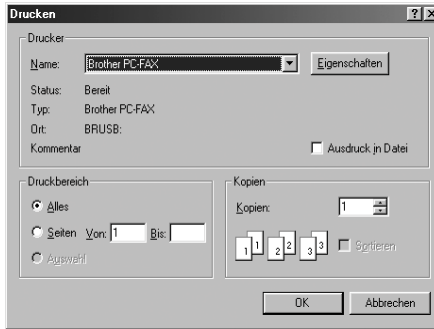 Drucken
Drucker
Name: Brother PC-FAX Eigenschaften
Status: Bereit
Typ: Brother PC-FAX
Ort: BRUSB:
Kommentar Ausdruck in Datei
Druckbereich
Alles
Seiten Von: 1 Bis:
Auswahl
Kopien
Kopien: 1
1 1 2 2 3 3 Sortieren
OK Abbrechen